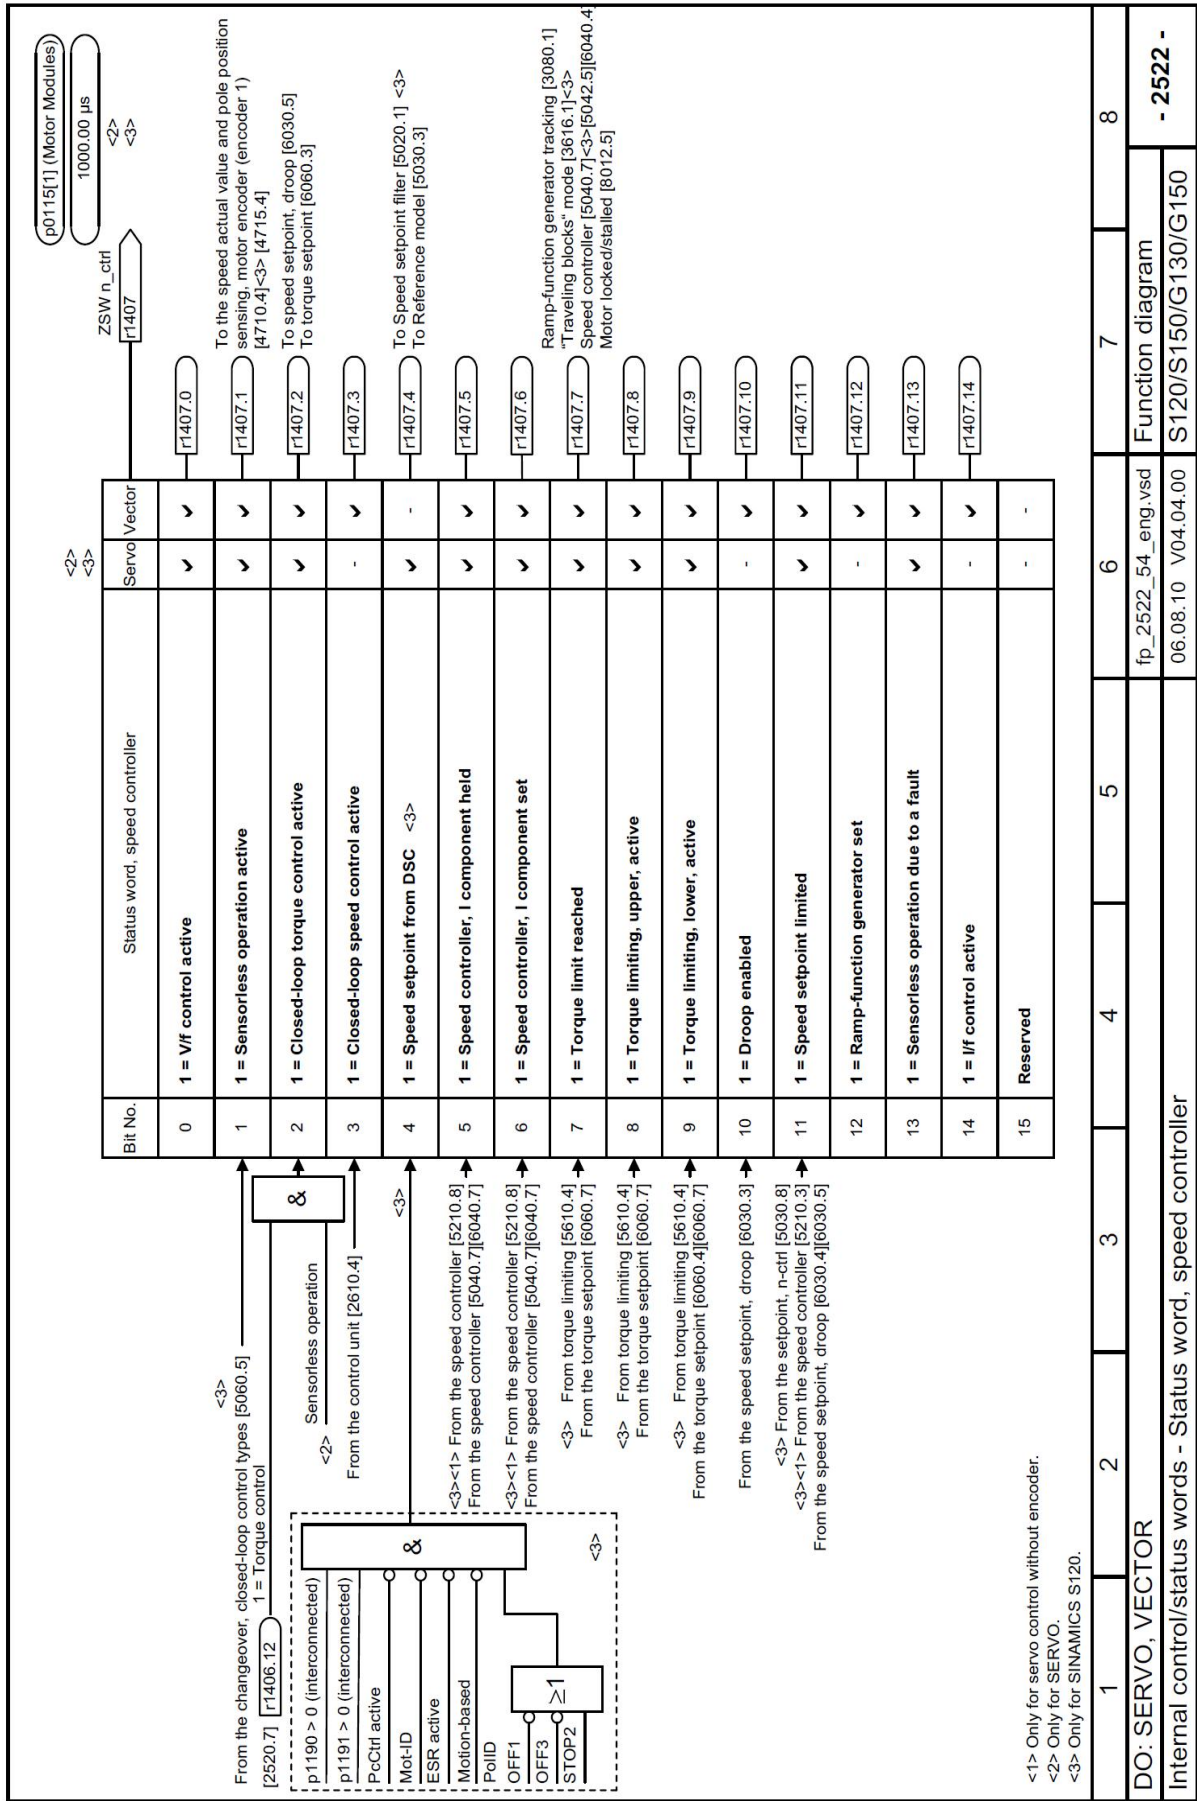 p0115[1] (Motor Modules)
1000.00 µs
<2>
<3>
ZSW n_ctrl
r1407
<2>
<3>
Bit No.
Status word, speed controller
Servo
Vector
0
1 = V/f control active
✓
✓
r1407.0
From the changeover, closed-loop control types [5060.5]
<3>
1
1 = Sensorless operation active
✓
✓
r1407.1
To the speed actual value and pole position
sensing, motor encoder (encoder 1)
[4710.4]<3> [4715.4]
[2520.7]
r1406.12
1 = Torque control
<2>
Sensorless operation
&
2
1 = Closed-loop torque control active
✓
✓
r1407.2
To speed setpoint, droop [6030.5]
To torque setpoint [6060.3]
From the control unit [2610.4]
3
1 = Closed-loop speed control active
-
✓
r1407.3
p1190 > 0 (interconnected)
p1191 > 0 (interconnected)
PcCtrl active
Mot-ID
ESR active
Motion-based
PolID
OFF1
OFF3
STOP2
≥1
&
<3>
<3>
4
1 = Speed setpoint from DSC <3>
✓
-
r1407.4
To Speed setpoint filter [5020.1] <3>
To Reference model [5030.3]
<3><1> From the speed controller [5210.8]
From the speed controller [5040.7][6040.7]
5
1 = Speed controller, I component held
✓
✓
r1407.5
<3><1> From the speed controller [5210.8]
From the speed controller [5040.7][6040.7]
6
1 = Speed controller, I component set
✓
✓
r1407.6
<3> From torque limiting [5610.4]
From the torque setpoint [6060.7]
7
1 = Torque limit reached
✓
✓
r1407.7
Ramp-function generator tracking [3080.1]
"Traveling blocks" mode [3616.1]<3>
Speed controller [5040.7]<3>[5042.5][6040.4]
Motor locked/stalled [8012.5]
<3> From torque limiting [5610.4]
From the torque setpoint [6060.7]
8
1 = Torque limiting, upper, active
✓
✓
r1407.8
<3> From torque limiting [5610.4]
From the torque setpoint [6060.4][6060.7]
9
1 = Torque limiting, lower, active
✓
✓
r1407.9
From the speed setpoint, droop [6030.3]
10
1 = Droop enabled
-
✓
r1407.10
<3> From the setpoint, n-ctrl [5030.8]
<3><1> From the speed controller [5210.3]
From the speed setpoint, droop [6030.4][6030.5]
11
1 = Speed setpoint limited
✓
✓
r1407.11
12
1 = Ramp-function generator set
-
✓
r1407.12
13
1 = Sensorless operation due to a fault
✓
✓
r1407.13
14
1 = I/f control active
-
✓
r1407.14
15
Reserved
-
-
<1> Only for servo control without encoder.
<2> Only for SERVO.
<3> Only for SINAMICS S120.
1
2
3
4
5
6
7
8
DO: SERVO, VECTOR
fp_2522_54_eng.vsd
Function diagram
- 2522 -
Internal control/status words - Status word, speed controller
06.08.10 V04.04.00
S120/S150/G130/G150